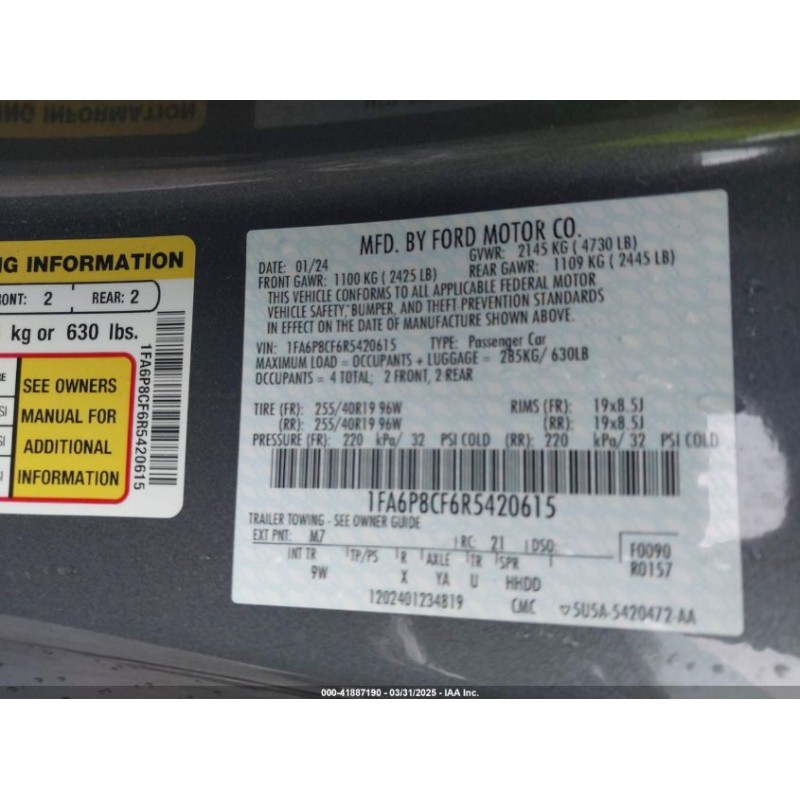 NG INFORMATION
NG INFORMATION
FRONT: 2 REAR: 2
kg or 630 lbs.
SEE OWNERS
MANUAL FOR
ADDITIONAL
INFORMATION
1FA6P8CF6R5420615
MFD. BY FORD MOTOR CO.
DATE: 01/24 GVWR: 2145 KG ( 4730 LB)
FRONT GAWR: 1100 KG ( 2425 LB) REAR GAWR: 1109 KG ( 2445 LB)
THIS VEHICLE CONFORMS TO ALL APPLICABLE FEDERAL MOTOR
VEHICLE SAFETY, BUMPER, AND THEFT PREVENTION STANDARDS
IN EFFECT ON THE DATE OF MANUFACTURE SHOWN ABOVE.
VIN: 1FA6P8CF6R5420615 TYPE: Passenger Car
MAXIMUM LOAD = OCCUPANTS + LUGGAGE = 285KG/ 630LB
OCCUPANTS = 4 TOTAL; 2 FRONT, 2 REAR
TIRE (FR): 255/40R19 96W RIMS (FR): 19x8.5J
(RR): 255/40R19 96W (RR): 19x8.5J
PRESSURE (FR): 220 kPa/ 32 PSI COLD (RR): 220 kPa/ 32 PSI COLD
1FA6P8CF6R5420615
TRAILER TOWING - SEE OWNER GUIDE
EXT PNT: M7 RC: 21 DSO: F0090
INT TR TP/PS R AXLE TR SPR R0157
9W X YA U HHDD
1202401234819 CMC 5U5A-5420472-AA
000-41887190 - 03/31/2025 - IAA Inc.